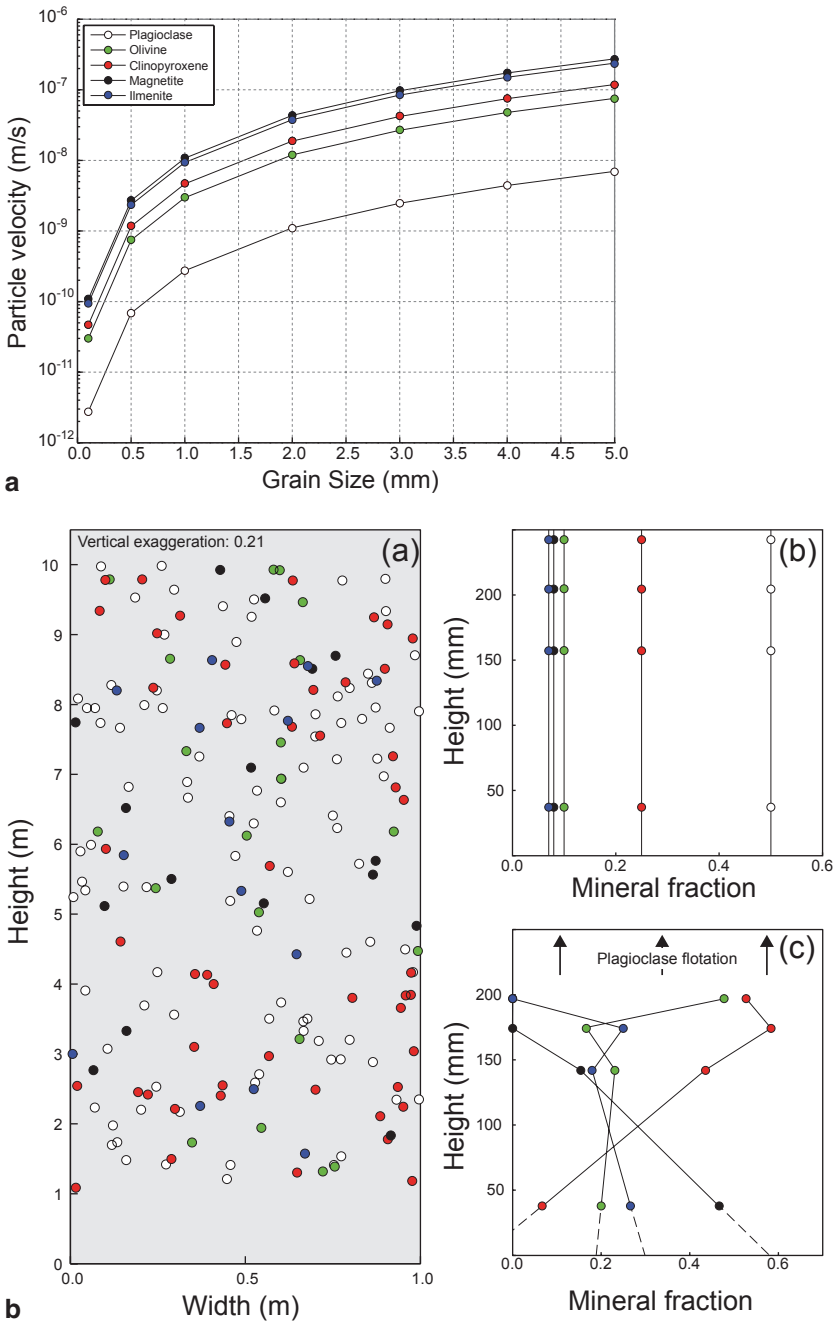 10⁻⁶
10⁻⁷
10⁻⁸
10⁻⁹
10⁻¹⁰
10⁻¹¹
10⁻¹²
Particle velocity (m/s)
Plagioclase
Olivine
Clinopyroxene
Magnetite
Ilmenite
0.0 0.5 1.0 1.5 2.0 2.5 3.0 3.5 4.0 4.5 5.0
Grain Size (mm)
a
Vertical exaggeration: 0.21
(a)
10
9
8
7
6
5
4
3
2
1
0
Height (m)
0.0 0.5 1.0
Width (m)
b
(b)
200
150
100
50
Height (mm)
0.0 0.2 0.4 0.6
Mineral fraction
(c)
Plagioclase flotation
200
150
100
50
Height (mm)
0.0 0.2 0.4 0.6
Mineral fraction